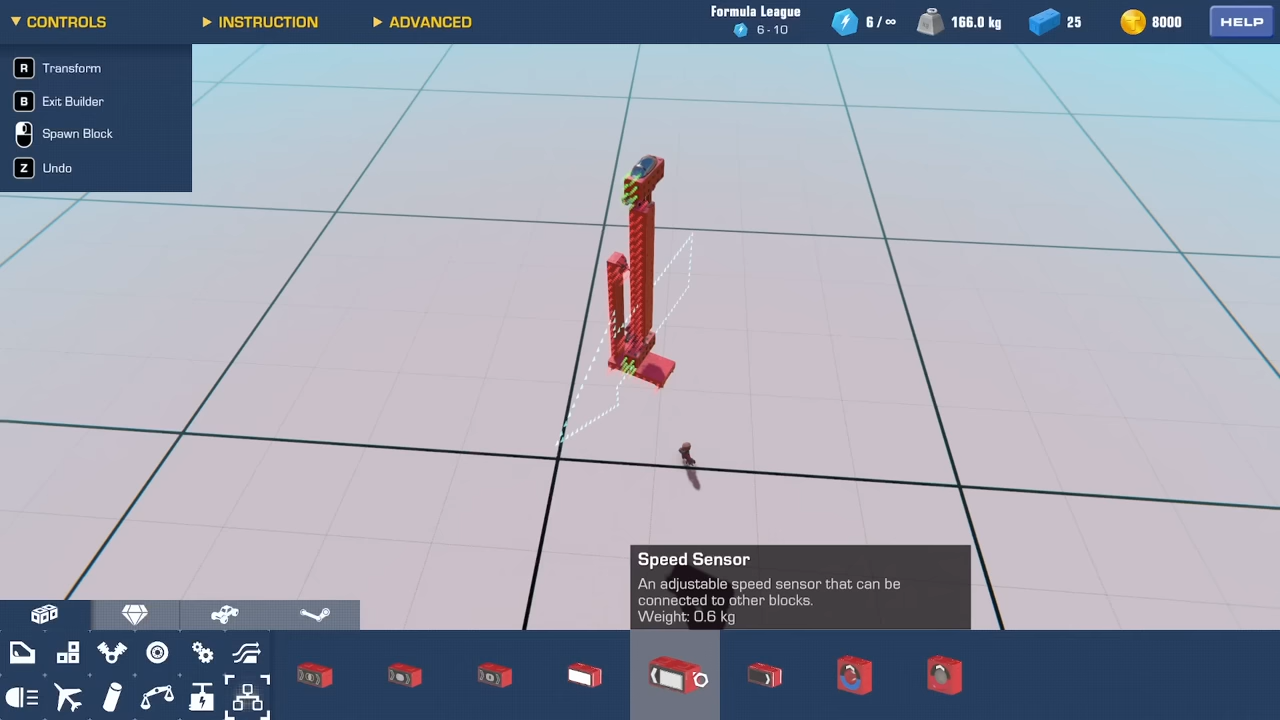 CONTROLS
INSTRUCTION
ADVANCED
Formula League
6 - 10
6 / ∞
166.0 kg
25
8000
HELP
R Transform
B Exit Builder
Spawn Block
Z Undo
Speed Sensor
An adjustable speed sensor that can be
connected to other blocks.
Weight: 0.6 kg